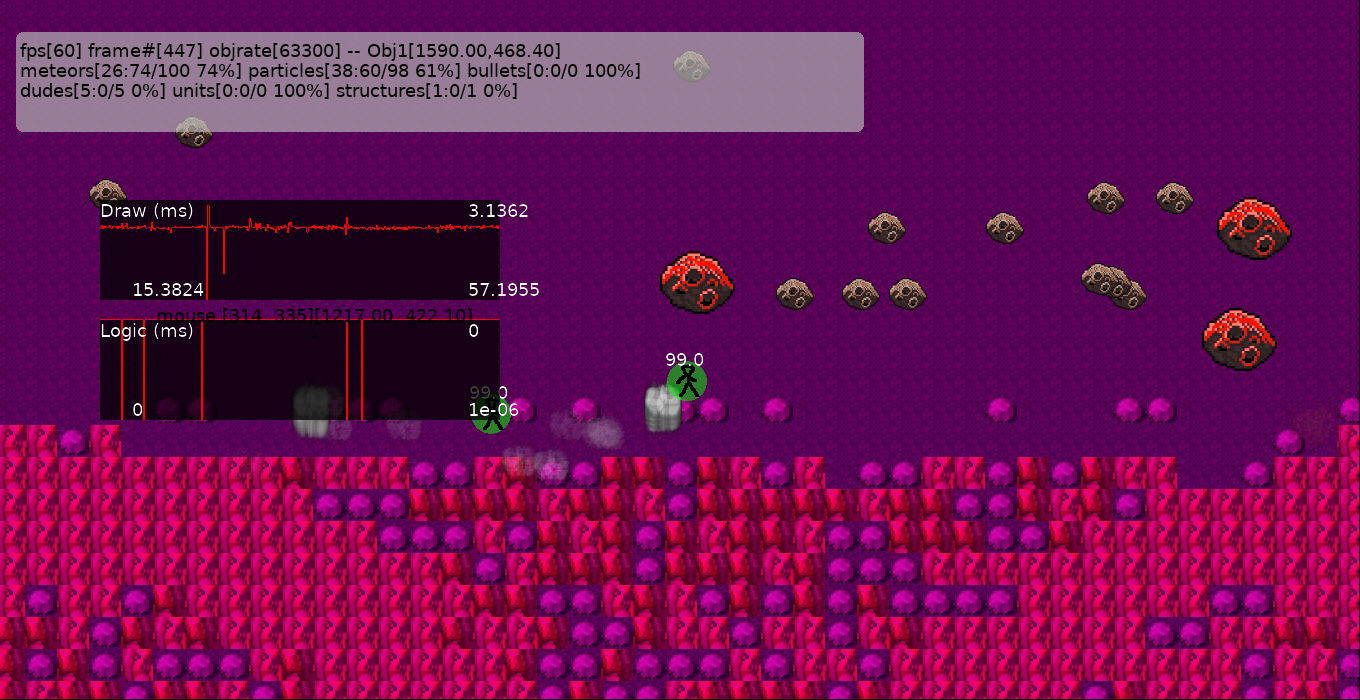 fps[60] frame#[447] objrate[63300] -- Obj1[1590.00,468.40]
meteors[26:74/100 74%] particles[38:60/98 61%] bullets[0:0/0 100%]
dudes[5:0/5 0%] units[0:0/0 100%] structures[1:0/1 0%]
Draw (ms) 3.1362
15.3824 57.1955
mouse [314, 335][1217.00, 422.10]
Logic (ms) 0
99.0
99.0
0 1e-06